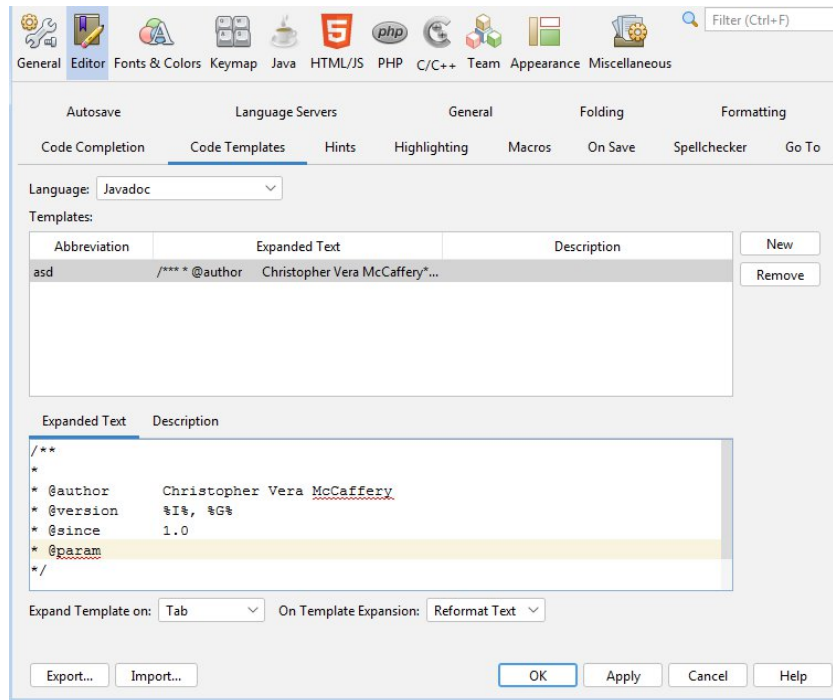 Filter (Ctrl+F)
General Editor Fonts & Colors Keymap Java HTML/JS PHP C/C++ Team Appearance Miscellaneous
Autosave Language Servers General Folding Formatting
Code Completion Code Templates Hints Highlighting Macros On Save Spellchecker Go To
Language: Javadoc
Templates:
Abbreviation Expanded Text Description New
asd /*** * @author Christopher Vera McCaffery*... Remove
Expanded Text Description
/**
*
* @author Christopher Vera McCaffery
* @version %I%, %G%
* @since 1.0
* @param
*/
Expand Template on: Tab On Template Expansion: Reformat Text
Export... Import... OK Apply Cancel Help